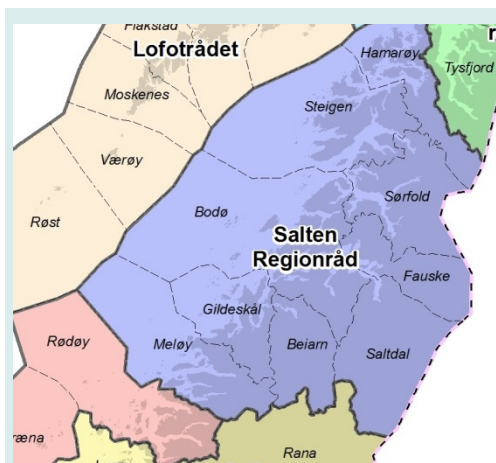 Flakstad
Lofotrådet
Hamarøy
Tysfjord
Moskenes
Steigen
Værøy
Sørfold
Røst
Bodø
Salten
Regionråd
Fauske
Gildeskål
Rødøy
Meløy
Beiarn
Saltdal
Rana